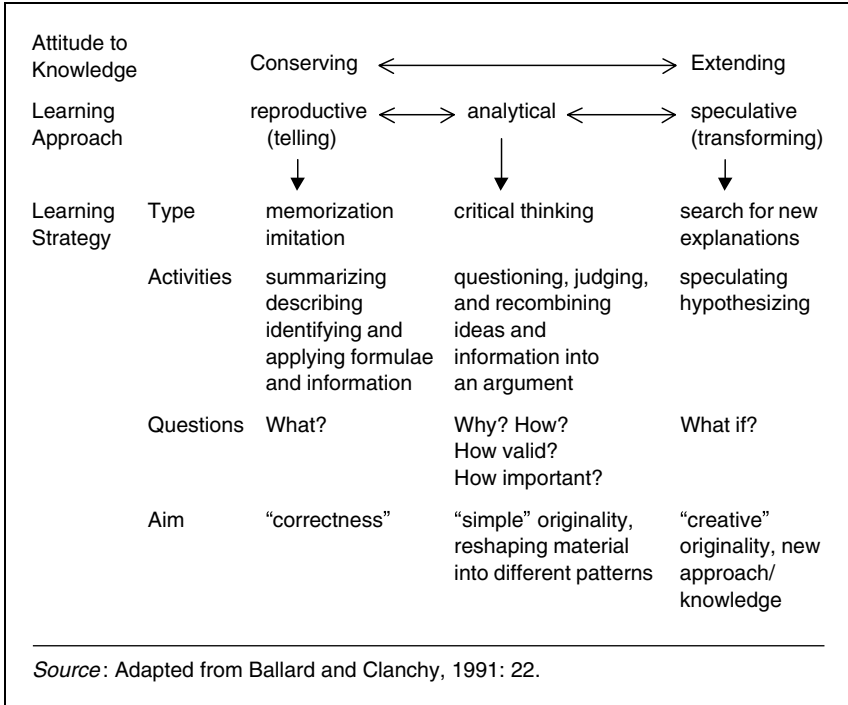 Attitude to
Knowledge Conserving Extending
Learning reproductive analytical speculative
Approach (telling) (transforming)
Learning Type memorization critical thinking search for new
Strategy imitation explanations
Activities summarizing questioning, judging, speculating
describing and recombining hypothesizing
identifying and ideas and
applying formulae information into
and information an argument
Questions What? Why? How? What if?
How valid?
How important?
Aim “correctness” “simple” originality, “creative”
reshaping material originality, new
into different patterns approach/
knowledge
Source: Adapted from Ballard and Clanchy, 1991: 22.